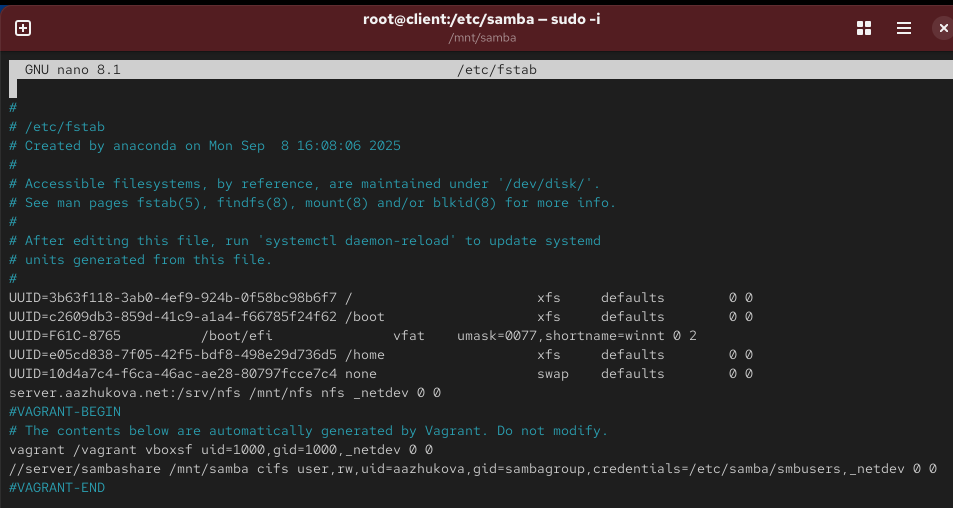 root@client:/etc/samba — sudo -i
/mnt/samba
GNU nano 8.1 /etc/fstab
#
# /etc/fstab
# Created by anaconda on Mon Sep  8 16:08:06 2025
#
# Accessible filesystems, by reference, are maintained under '/dev/disk/'.
# See man pages fstab(5), findfs(8), mount(8) and/or blkid(8) for more info.
#
# After editing this file, run `systemctl daemon-reload` to update systemd
# units generated from this file.
#
UUID=3b63f118-3ab0-4ef9-924b-0f58bc98b6f7 / xfs defaults 0 0
UUID=c2609db3-859d-41c9-a1a4-f66785f24f62 /boot xfs defaults 0 0
UUID=F61C-8765 /boot/efi vfat umask=0077,shortname=winnt 0 2
UUID=e05cd838-7f05-42f5-bdf8-498e29d736d5 /home xfs defaults 0 0
UUID=10d4a7c4-f6ca-46ac-ae28-80797fcce7c4 none swap defaults 0 0
server.aazhukova.net:/srv/nfs /mnt/nfs nfs _netdev 0 0
#VAGRANT-BEGIN
# The contents below are automatically generated by Vagrant. Do not modify.
vagrant /vagrant vboxsf uid=1000,gid=1000,_netdev 0 0
//server/sambashare /mnt/samba cifs user,rw,uid=aazhukova,gid=sambagroup,credentials=/etc/samba/smbusers,_netdev 0 0
#VAGRANT-END